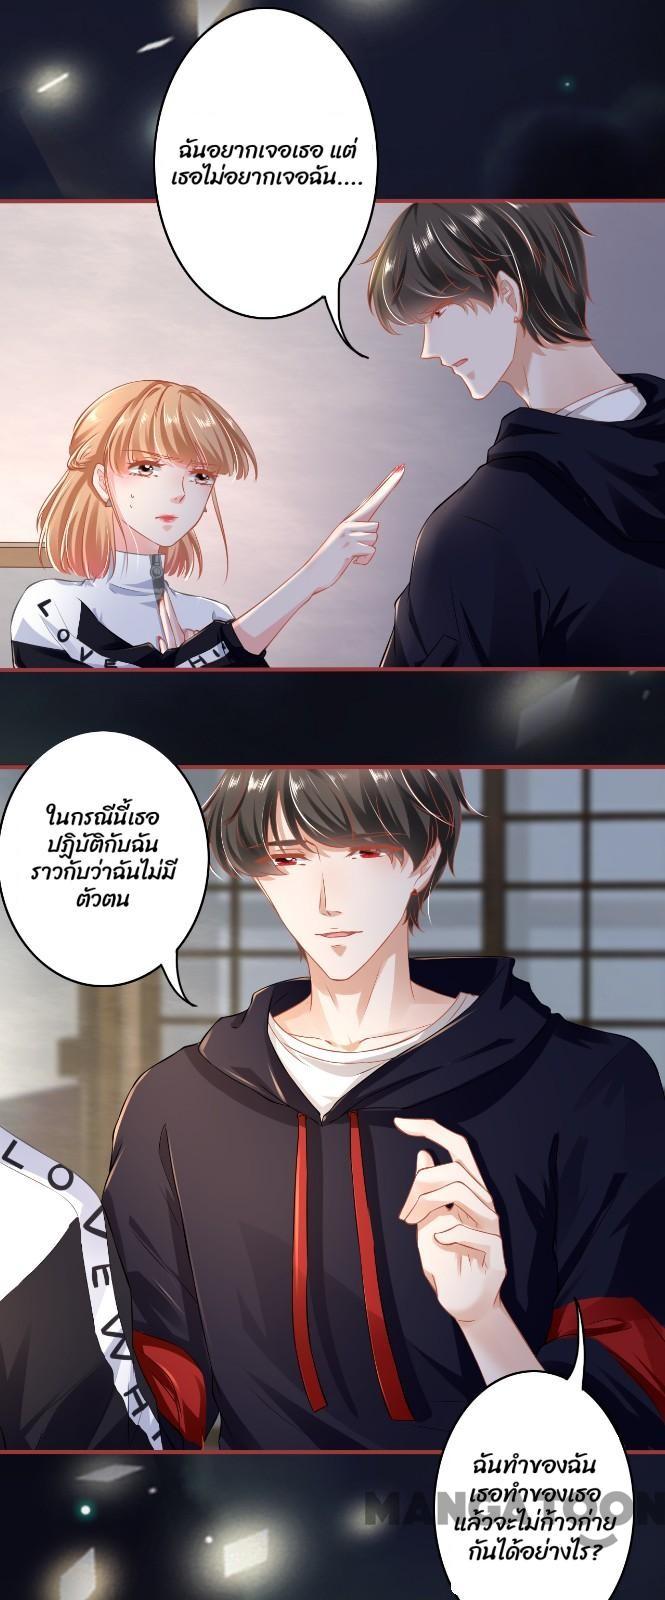 ฉันอยากเจอเธอ แต่
เธอไม่อยากเจอฉัน....
LOVE
ในกรณีนี้เธอ
ปฏิบัติกับฉัน
ราวกับว่าฉันไม่มี
ตัวตน
LOVEWH
ฉันทำของฉัน
เธอทำของเธอ
แล้วจะไม่ก้าวก่าย
กันได้อย่างไร?
MANGATOON